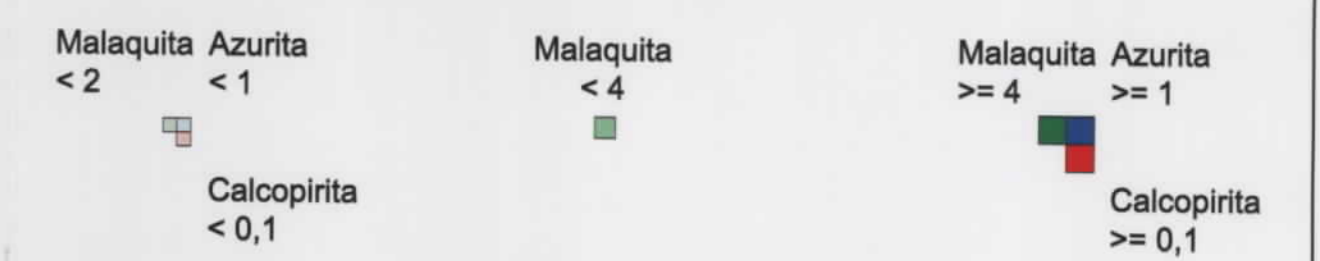 Malaquita Azurita
< 2 < 1
Calcopirita
< 0,1
Malaquita
< 4
Malaquita Azurita
>= 4 >= 1
Calcopirita
>= 0,1